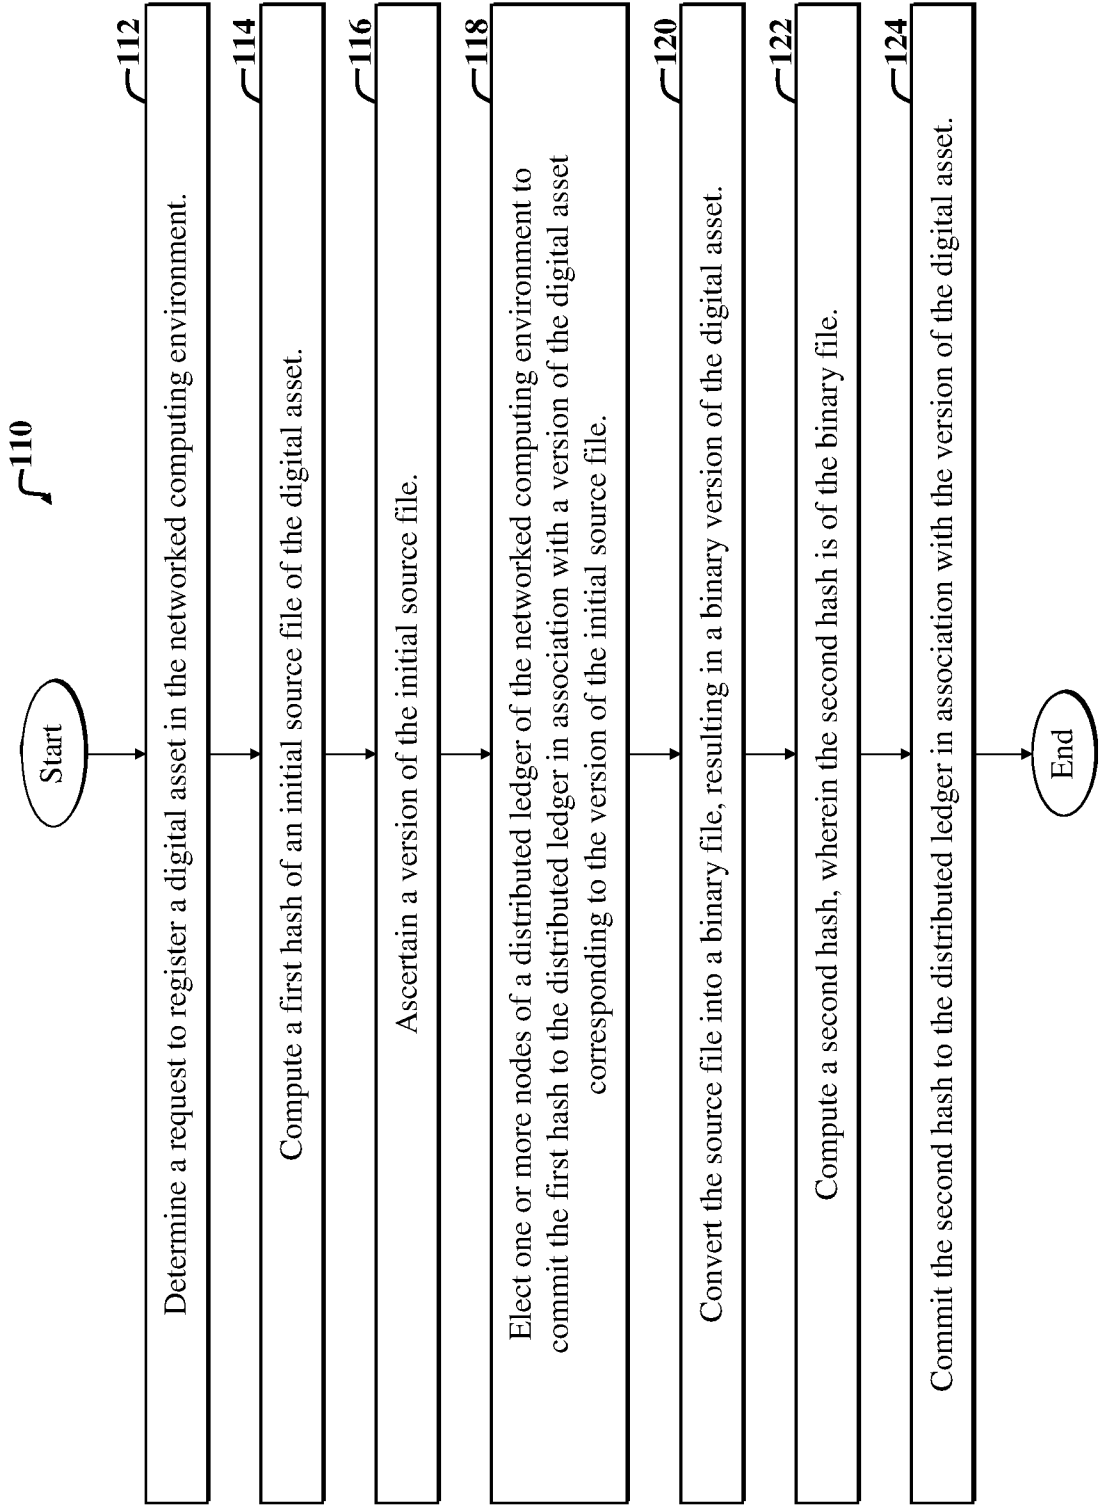 110
Start
112
Determine a request to register a digital asset in the networked computing environment.
114
Compute a first hash of an initial source file of the digital asset.
116
Ascertain a version of the initial source file.
118
Elect one or more nodes of a distributed ledger of the networked computing environment to
commit the first hash to the distributed ledger in association with a version of the digital asset
corresponding to the version of the initial source file.
120
Convert the source file into a binary file, resulting in a binary version of the digital asset.
122
Compute a second hash, wherein the second hash is of the binary file.
124
Commit the second hash to the distributed ledger in association with the version of the digital asset.
End